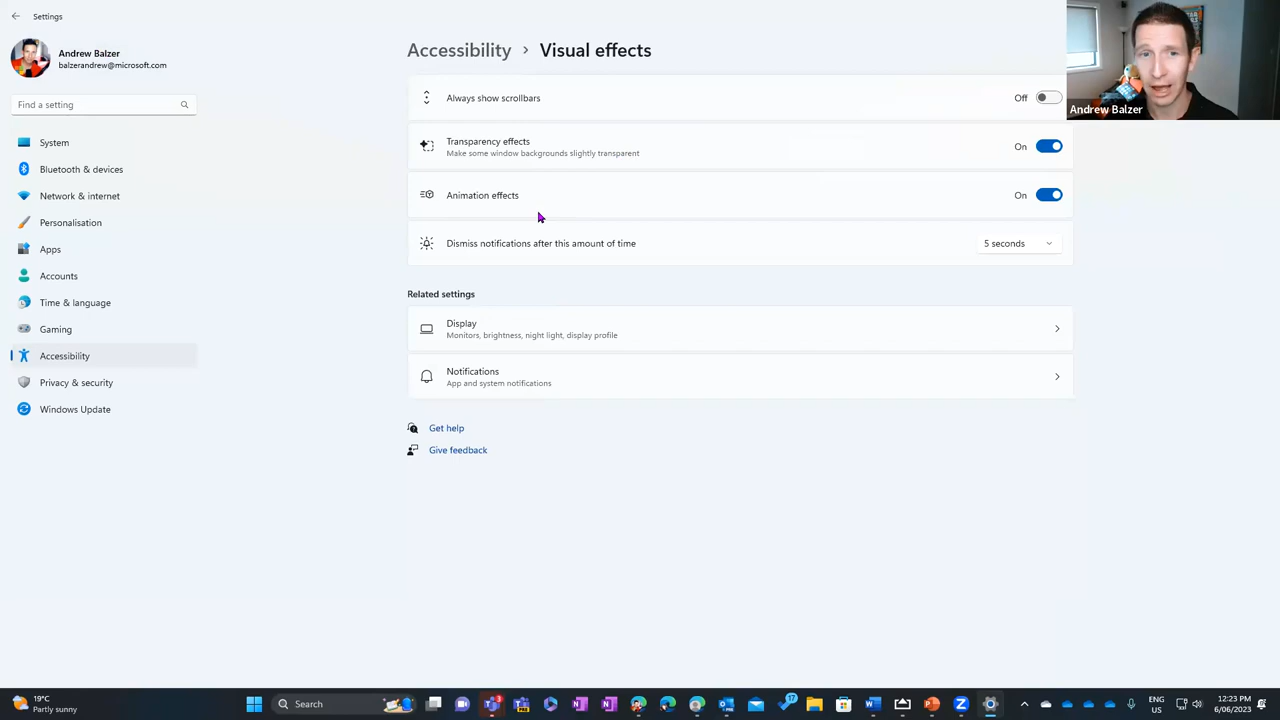 Settings
Andrew Balzer
balzerandrew@microsoft.com
Find a setting
System
Bluetooth & devices
Network & internet
Personalisation
Apps
Accounts
Time & language
Gaming
Accessibility
Privacy & security
Windows Update
Accessibility > Visual effects
Always show scrollbars Off
Transparency effects
Make some window backgrounds slightly transparent
On
Animation effects On
Dismiss notifications after this amount of time 5 seconds
Related settings
Display
Monitors, brightness, night light, display profile
Notifications
App and system notifications
Get help
Give feedback
Andrew Balzer
19°C
Partly sunny
Search
3
17
ENG
US
12:23 PM
6/06/2023